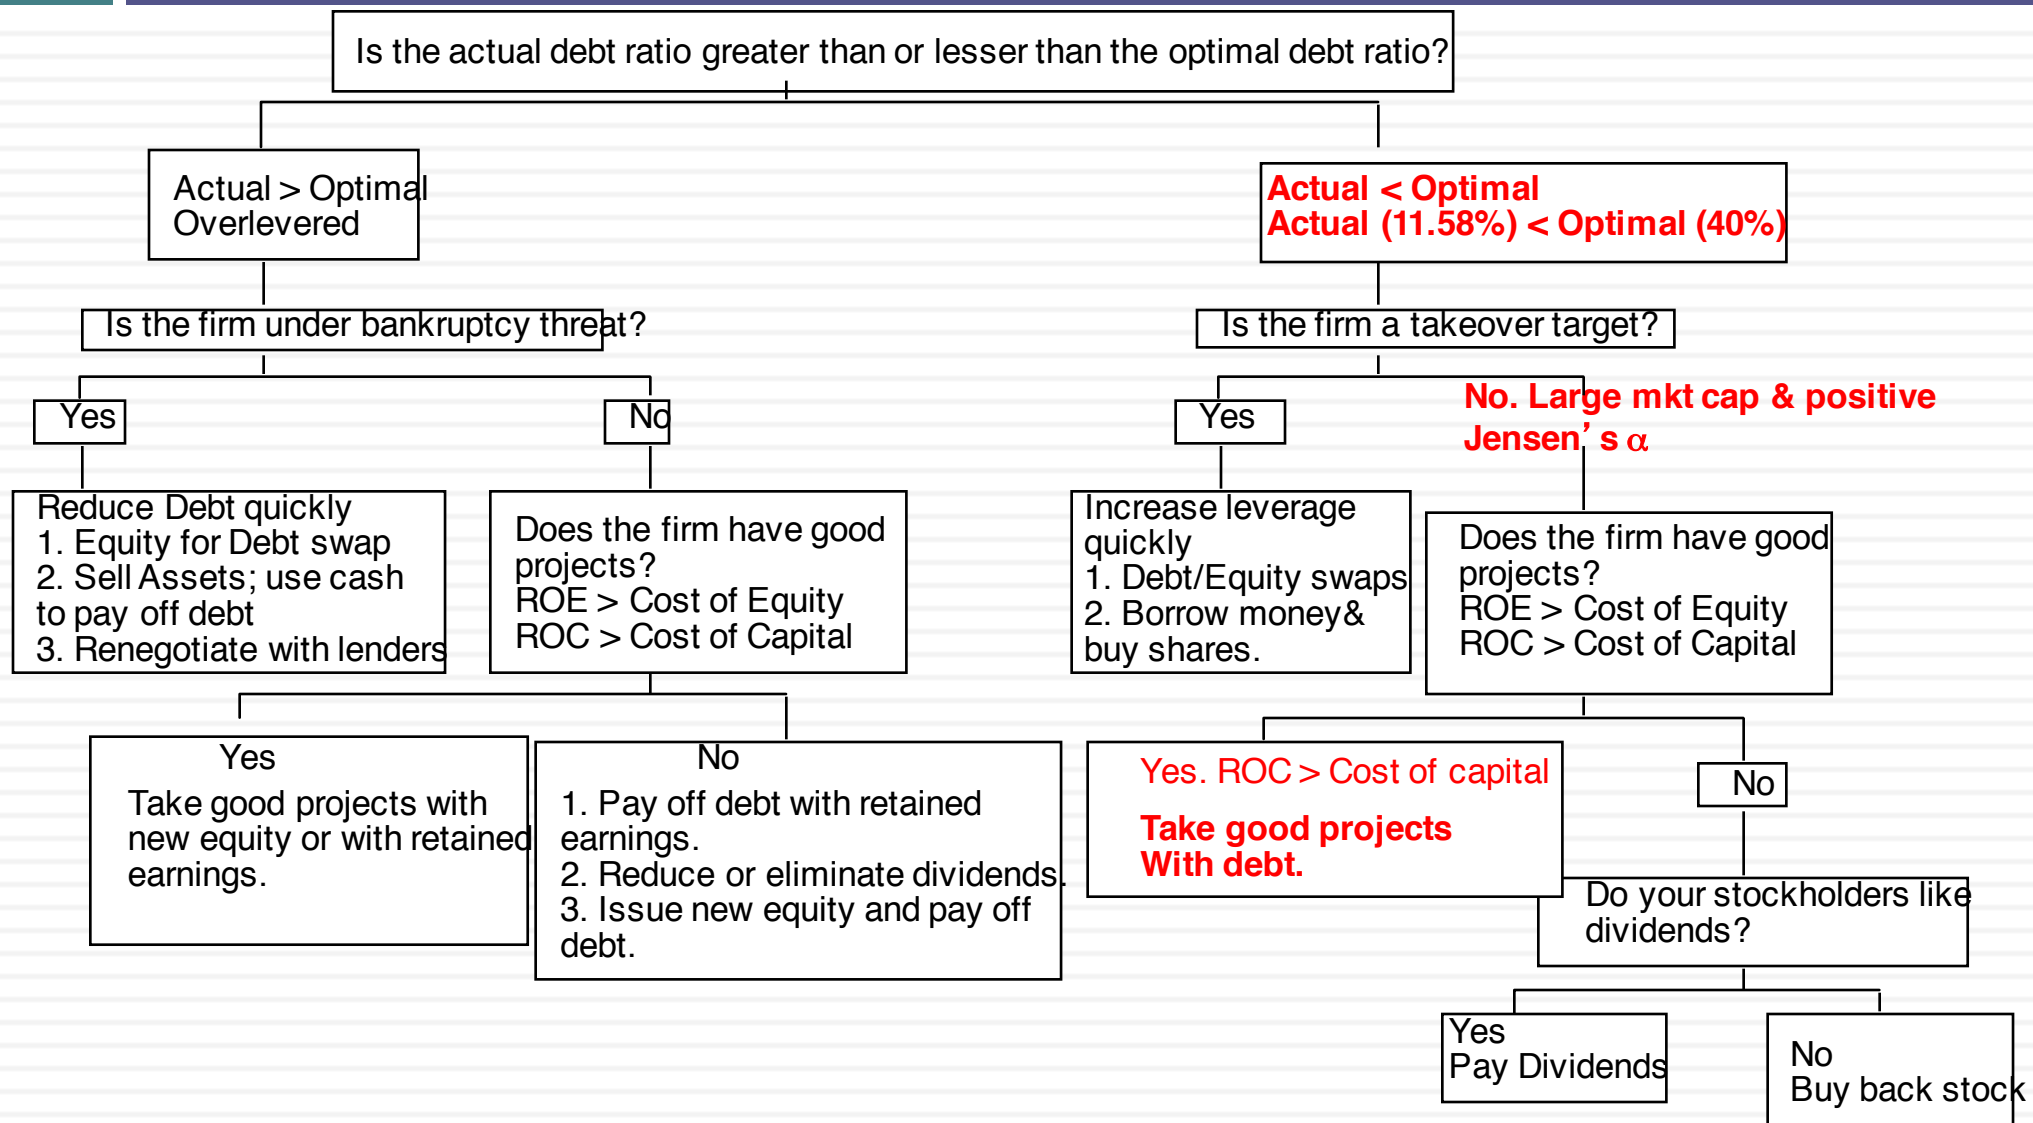 Is the actual debt ratio greater than or lesser than the optimal debt ratio?
Actual > Optimal
Overlevered
Actual < Optimal
Actual (11.58%) < Optimal (40%)
Is the firm under bankruptcy threat?
Is the firm a takeover target?
Yes
No
Yes
No. Large mkt cap & positive
Jensen’s α
Reduce Debt quickly
1. Equity for Debt swap
2. Sell Assets; use cash
to pay off debt
3. Renegotiate with lenders
Does the firm have good
projects?
ROE > Cost of Equity
ROC > Cost of Capital
Increase leverage
quickly
1. Debt/Equity swaps
2. Borrow money&
buy shares.
Does the firm have good
projects?
ROE > Cost of Equity
ROC > Cost of Capital
Yes
Take good projects with
new equity or with retained
earnings.
No
1. Pay off debt with retained
earnings.
2. Reduce or eliminate dividends.
3. Issue new equity and pay off
debt.
Yes. ROC > Cost of capital
Take good projects
With debt.
No
Do your stockholders like
dividends?
Yes
Pay Dividends
No
Buy back stock